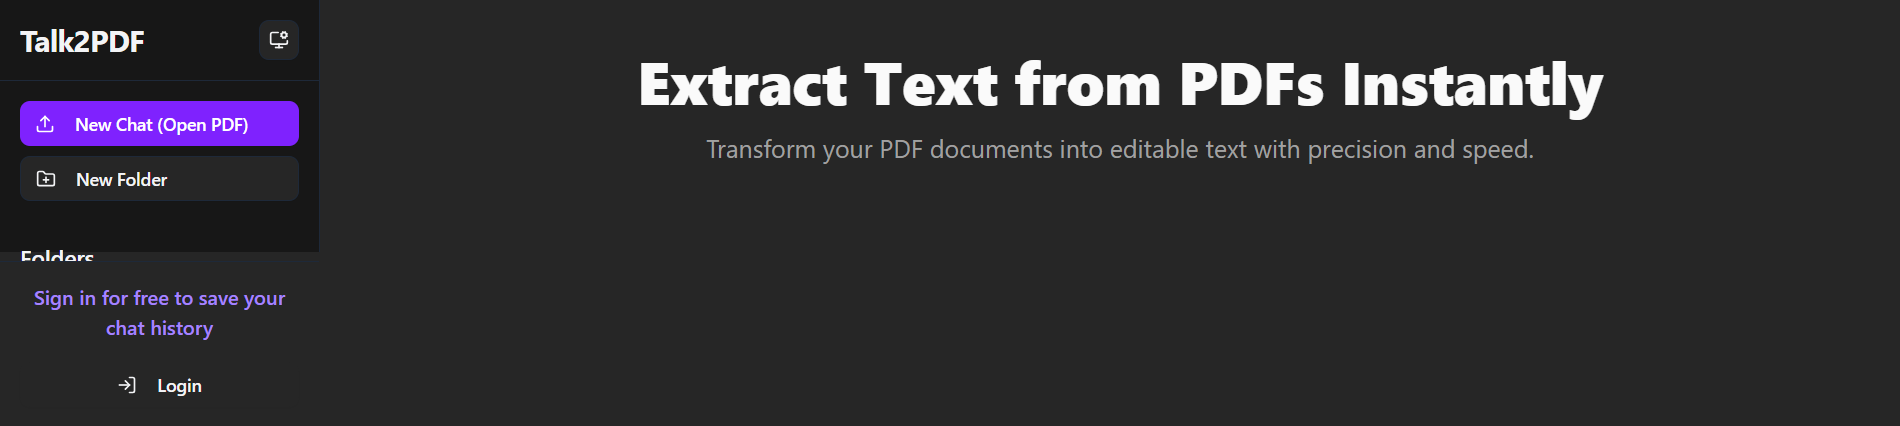 Talk2PDF
New Chat (Open PDF)
New Folder
Folders
Sign in for free to save your
chat history
Login
Extract Text from PDFs Instantly
Transform your PDF documents into editable text with precision and speed.